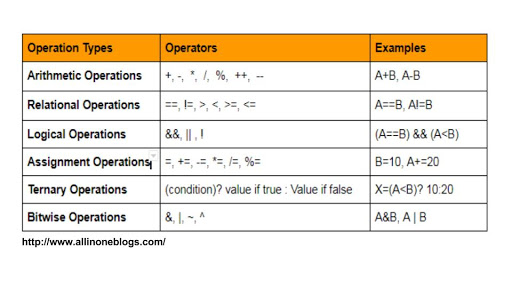 Operation Types Operators Examples
Arithmetic Operations +, -, *, /, %, ++, -- A+B, A-B
Relational Operations ==, !=, >, <, >=, <= A==B, A!=B
Logical Operations &&, || , ! (A==B) && (A<B)
Assignment Operations =, +=, -=, *=, /=, %= B=10, A+=20
Ternary Operations (condition)? value if true : Value if false X=(A<B)? 10:20
Bitwise Operations &, |, ~, ^ A&B, A | B
http://www.allinoneblogs.com/